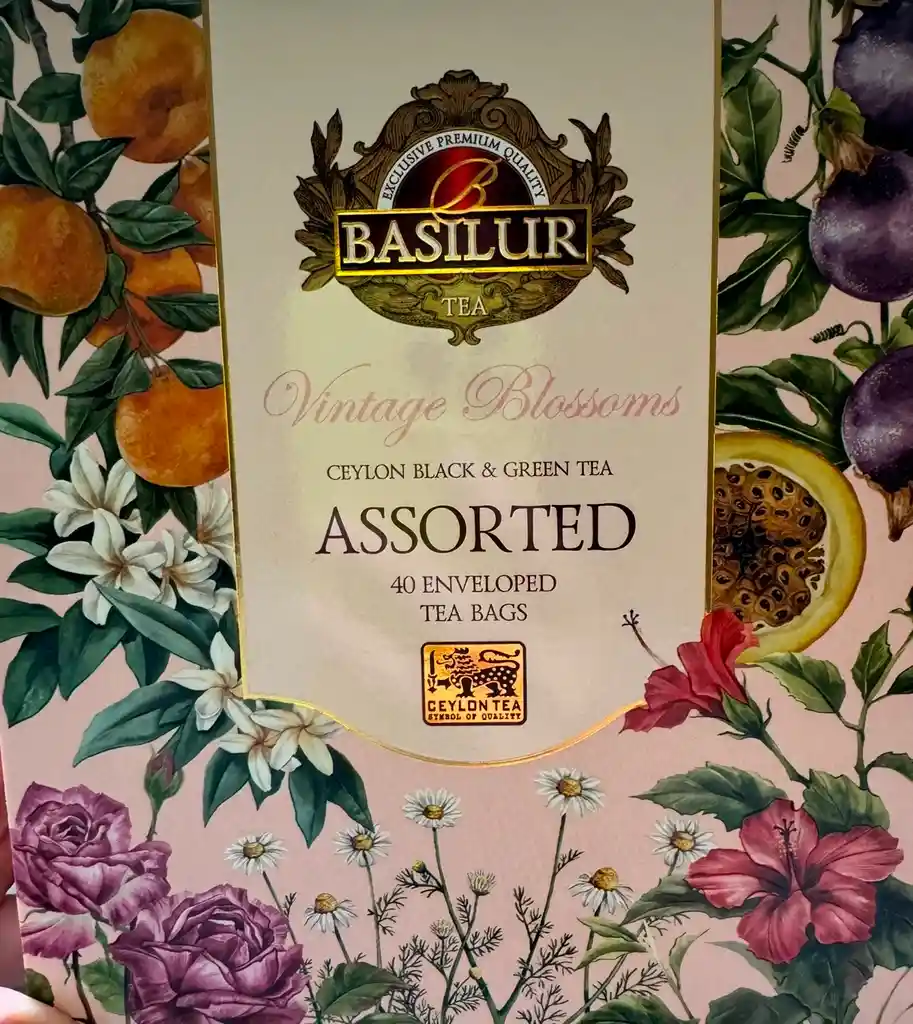 EXCLUSIVE PREMIUM QUALITY
B
BASILUR
TEA
Vintage Blossoms
CEYLON BLACK & GREEN TEA
ASSORTED
40 ENVELOPED
TEA BAGS
CEYLON TEA
SYMBOL OF QUALITY